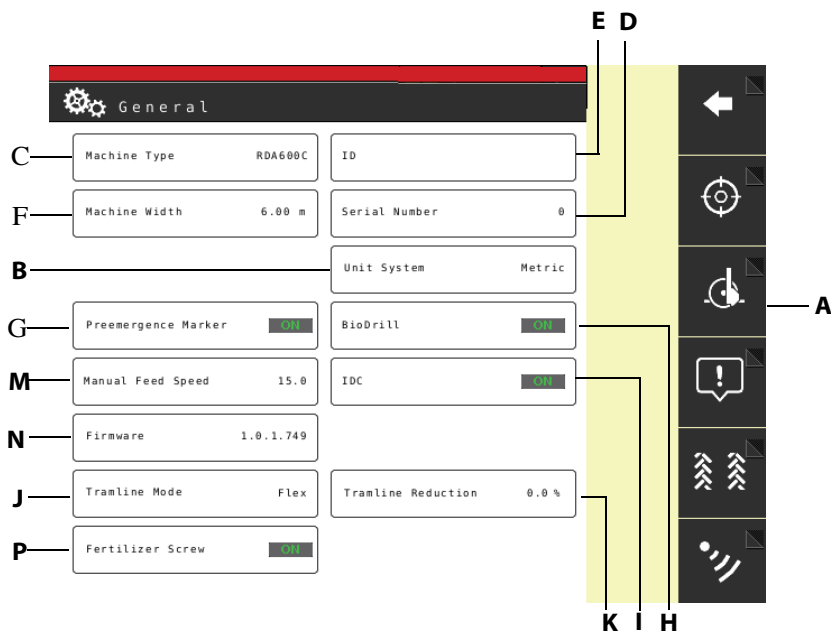 E D
General
C Machine Type RDA600C ID
F Machine Width 6.00 m Serial Number 0
B Unit System Metric
A
G Preemergence Marker ON BioDrill ON
M Manual Feed Speed 15.0 IDC ON
N Firmware 1.0.1.749
J Tramline Mode Flex Tramline Reduction 0.0 %
P Fertilizer Screw ON
K I H